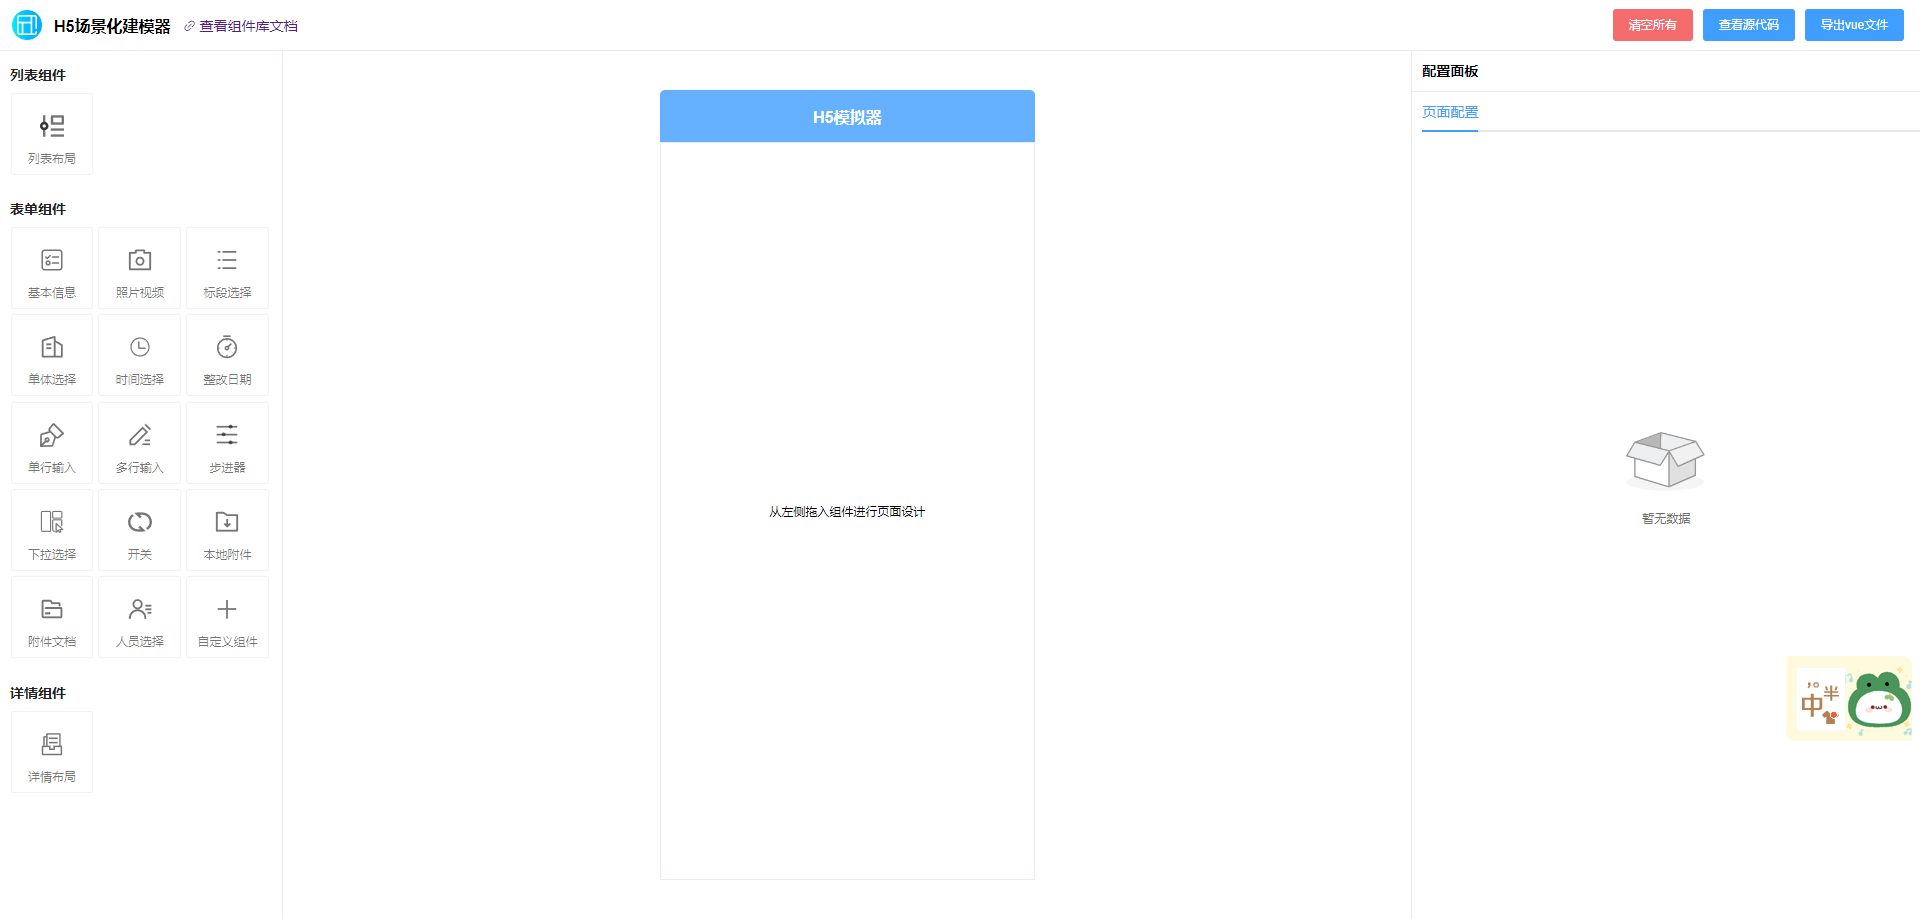 H5场景化建模器 查看组件库文档 清空所有 查看源代码 导出vue文件
列表组件
列表布局
表单组件
基本信息 照片视频 标段选择
单体选择 时间选择 整改日期
单行输入 多行输入 步进器
下拉选择 开关 本地附件
附件文档 人员选择 自定义组件
详情组件
详情布局
H5模拟器
从左侧拖入组件进行页面设计
配置面板
页面配置
暂无数据
中 半